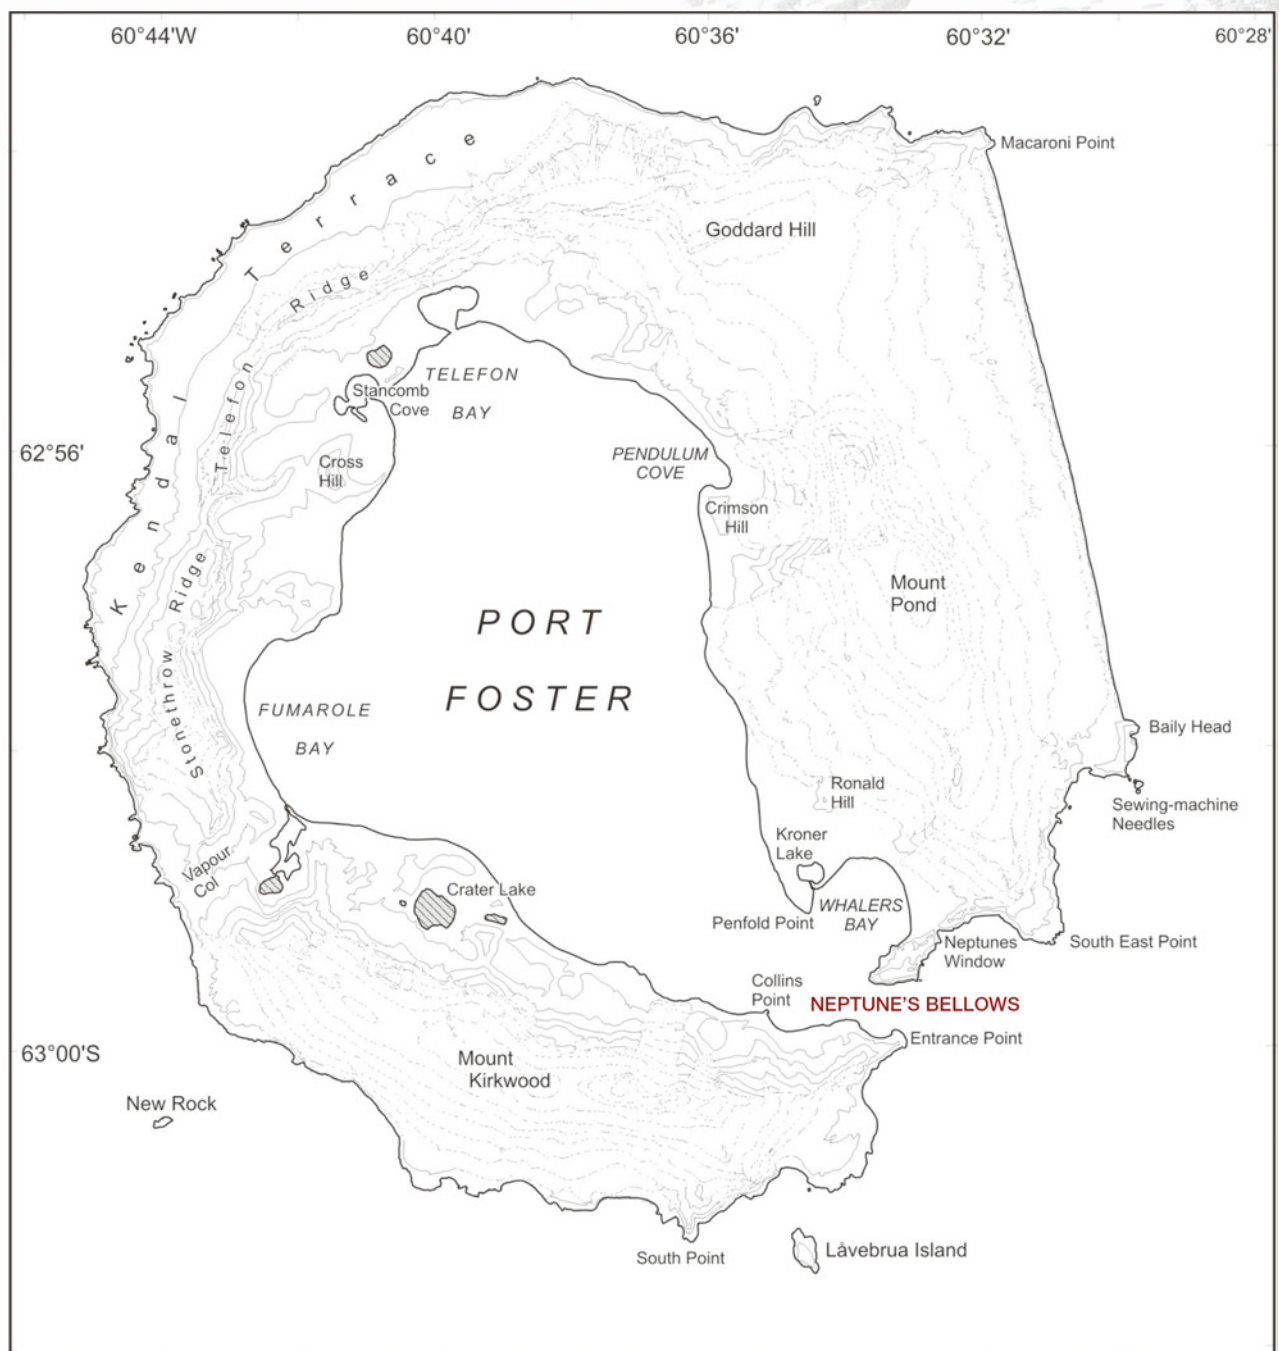 60°44'W 60°40' 60°36' 60°32' 60°28'
Macaroni Point
Kendal Terrace
Goddard Hill
Telefon Ridge
TELEFON
BAY
Stancomb
Cove
62°56'
Cross
Hill
PENDULUM
COVE
Crimson
Hill
Stonethrow Ridge
Mount
Pond
PORT
FOSTER
FUMAROLE
BAY
Baily Head
Ronald
Hill
Sewing-machine
Needles
Kroner
Lake
Vapour
Col
Crater Lake
WHALERS
BAY
Penfold Point
Neptunes
Window
South East Point
Collins
Point
NEPTUNE'S BELLOWS
Entrance Point
63°00'S
Mount
Kirkwood
New Rock
South Point
Låvebrua Island